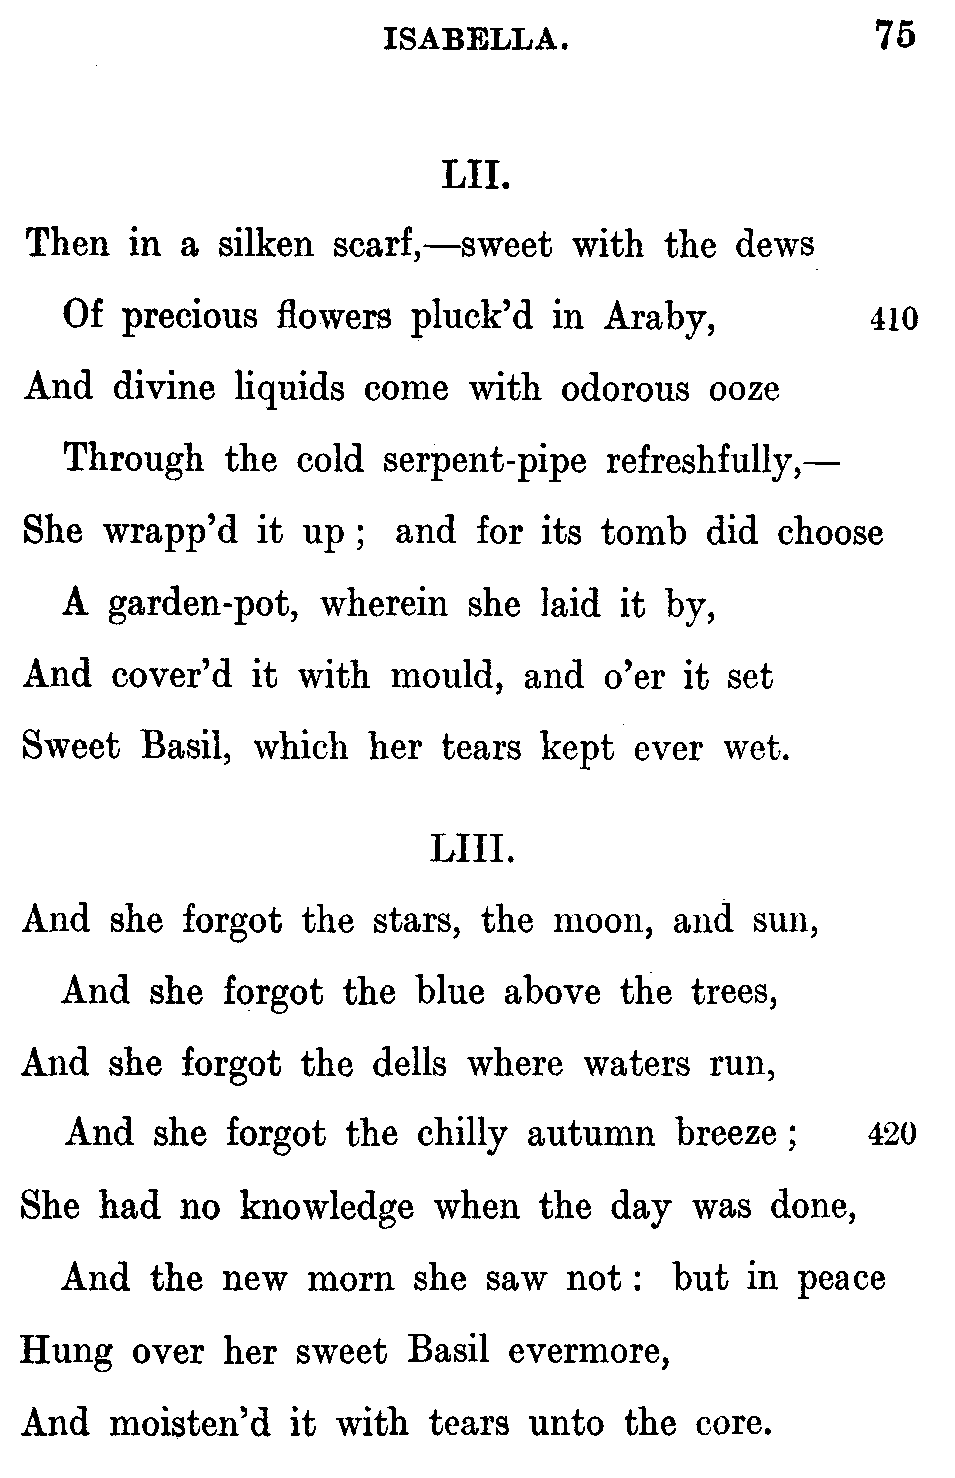 ISABELLA. 75
LII.
Then in a silken scarf,—sweet with the dews
Of precious flowers pluck'd in Araby, 410
And divine liquids come with odorous ooze
Through the cold serpent-pipe refreshfully,—
She wrapp'd it up ; and for its tomb did choose
A garden-pot, wherein she laid it by,
And cover'd it with mould, and o'er it set
Sweet Basil, which her tears kept ever wet.
LIII.
And she forgot the stars, the moon, and sun,
And she forgot the blue above the trees,
And she forgot the dells where waters run,
And she forgot the chilly autumn breeze ; 420
She had no knowledge when the day was done,
And the new morn she saw not : but in peace
Hung over her sweet Basil evermore,
And moisten'd it with tears unto the core.